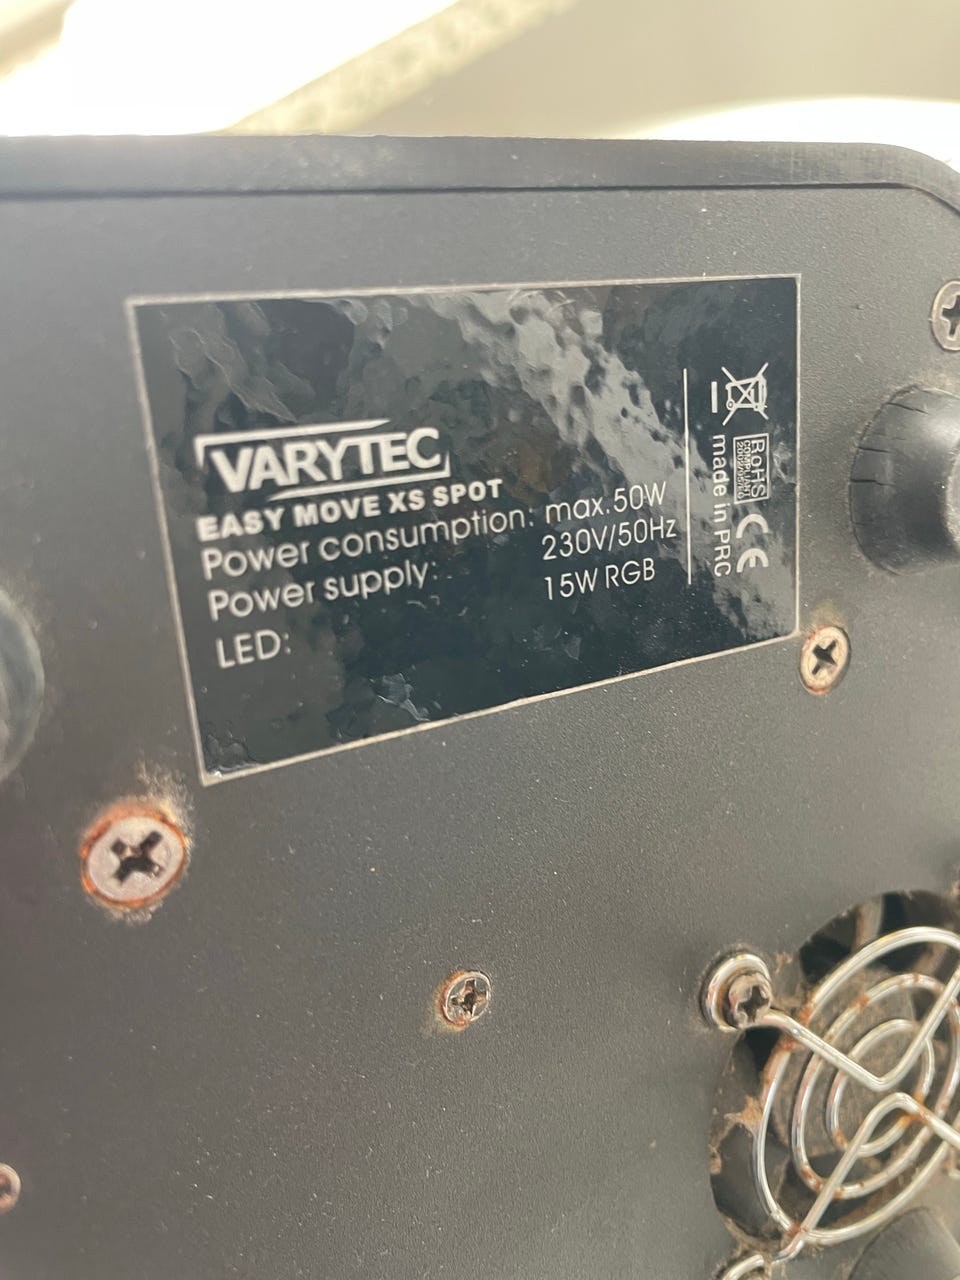 VARYTEC
EASY MOVE XS SPOT
Power consumption: max.50W
Power supply: 230V/50Hz
LED: 15W RGB
RoHS
COMPLIANT
made in PRC
CE